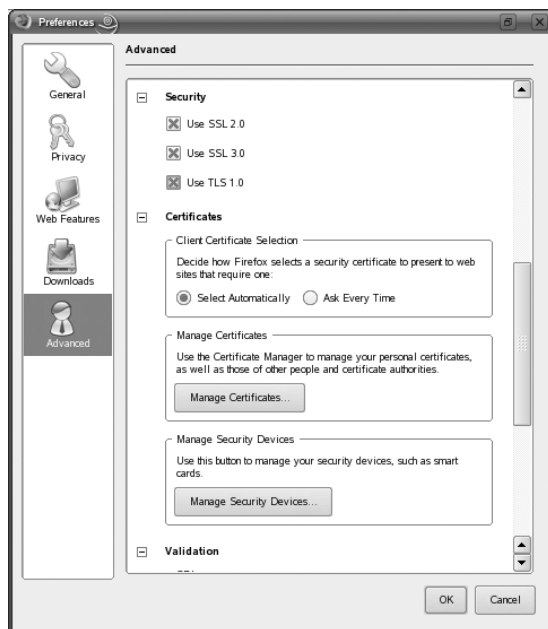 Preferences
Advanced
General
Privacy
Web Features
Downloads
Advanced
Security
Use SSL 2.0
Use SSL 3.0
Use TLS 1.0
Certificates
Client Certificate Selection
Decide how Firefox selects a security certificate to present to web
sites that require one:
Select Automatically
Ask Every Time
Manage Certificates
Use the Certificate Manager to manage your personal certificates,
as well as those of other people and certificate authorities.
Manage Certificates...
Manage Security Devices
Use this button to manage your security devices, such as smart
cards.
Manage Security Devices...
Validation
OK
Cancel